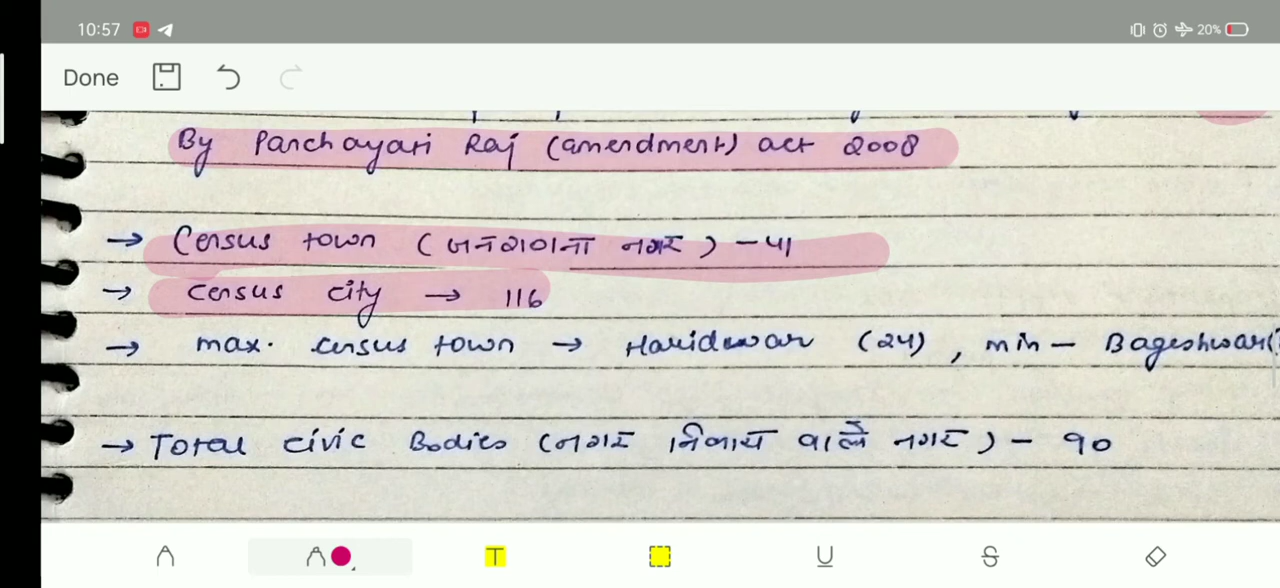 10:57
20%
Done
By Panchayari Raj (amendment) act 2008
→ Census town (जनगणना नगर) - 41
→ Census city → 116
→ max. census town → Haridwar (24), min - Bageshwar(
→ Total civic Bodies (नगर निकाय वाले नगर) - 90
T
U
S